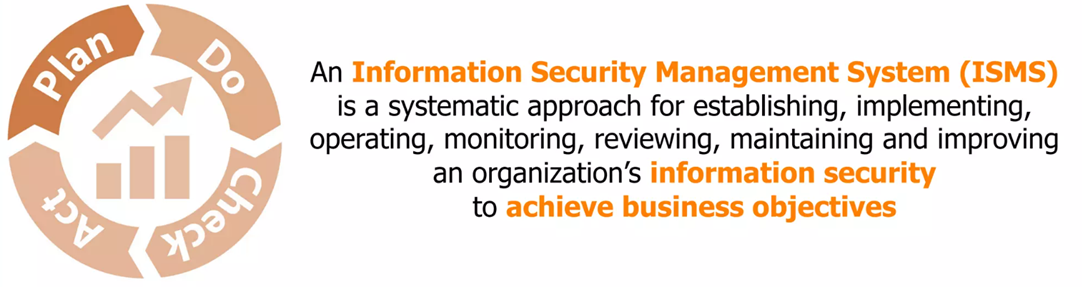 Plan
Do
Check
Act
An Information Security Management System (ISMS)
is a systematic approach for establishing, implementing,
operating, monitoring, reviewing, maintaining and improving
an organization’s information security
to achieve business objectives